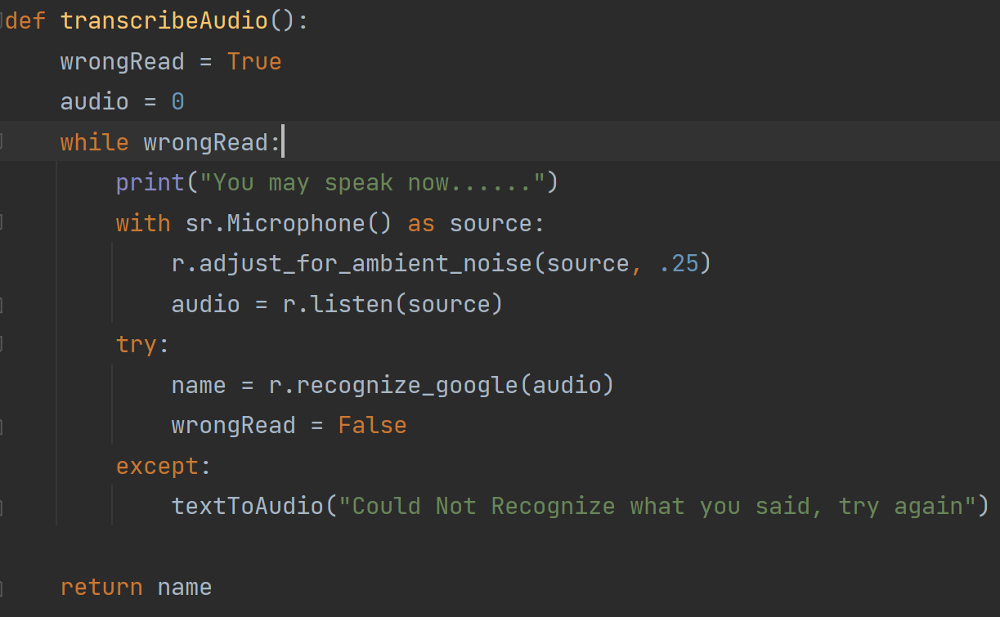 def transcribeAudio():
    wrongRead = True
    audio = 0
    while wrongRead:
        print("You may speak now......")
        with sr.Microphone() as source:
            r.adjust_for_ambient_noise(source, .25)
            audio = r.listen(source)
        try:
            name = r.recognize_google(audio)
            wrongRead = False
        except:
            textToAudio("Could Not Recognize what you said, try again")

    return name